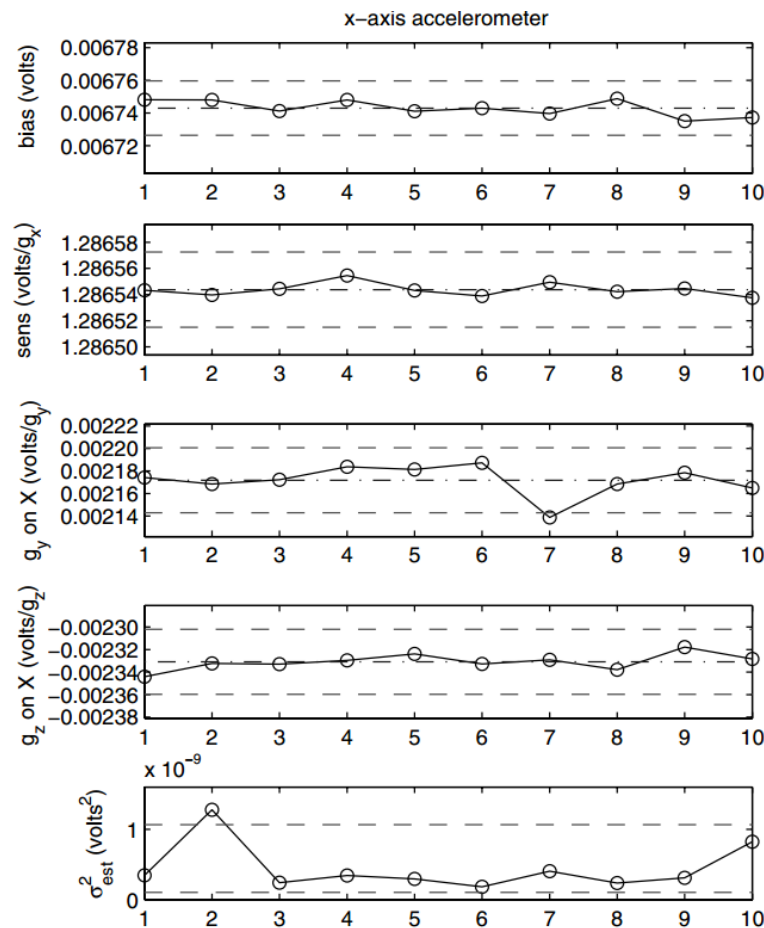 x-axis accelerometer
bias (volts)
0.00678
0.00676
0.00674
0.00672
1 2 3 4 5 6 7 8 9 10
sens (volts/g_x)
1.28658
1.28656
1.28654
1.28652
1.28650
1 2 3 4 5 6 7 8 9 10
g_y on X (volts/g_y)
0.00222
0.00220
0.00218
0.00216
0.00214
1 2 3 4 5 6 7 8 9 10
g_z on X (volts/g_z)
−0.00230
−0.00232
−0.00234
−0.00236
−0.00238
1 2 3 4 5 6 7 8 9 10
x 10^−9
σ²_est (volts²)
1
0
1 2 3 4 5 6 7 8 9 10